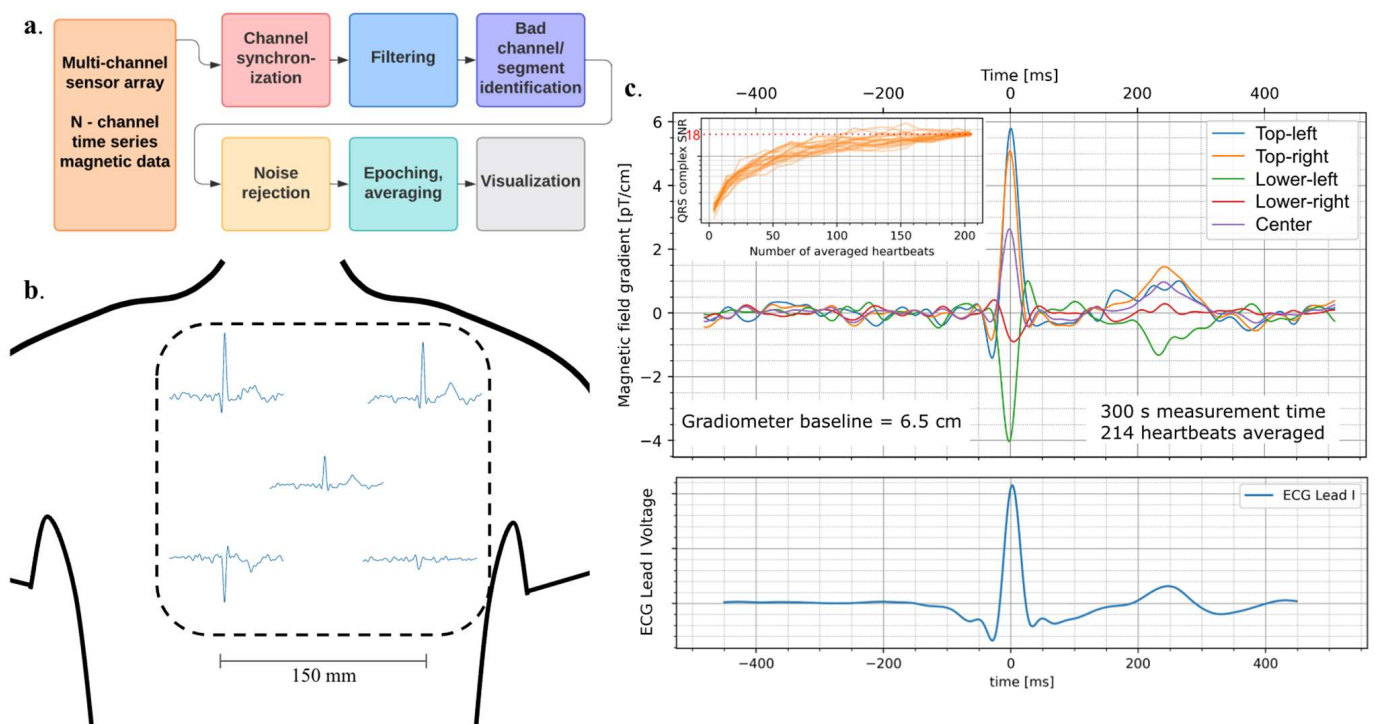 a.
Multi-channel
sensor array
N - channel
time series
magnetic data
Channel
synchron-
ization
Filtering
Bad
channel/
segment
identification
Noise
rejection
Epoching,
averaging
Visualization
b.
150 mm
c.
Time [ms]
−400 −200 0 200 400
Magnetic field gradient [pT/cm]
6
4
2
0
−2
−4
QRS complex SNR
18
0 50 100 150 200
Number of averaged heartbeats
Top-left
Top-right
Lower-left
Lower-right
Center
Gradiometer baseline = 6.5 cm
300 s measurement time
214 heartbeats averaged
ECG Lead I Voltage
ECG Lead I
−400 −200 0 200 400
time [ms]